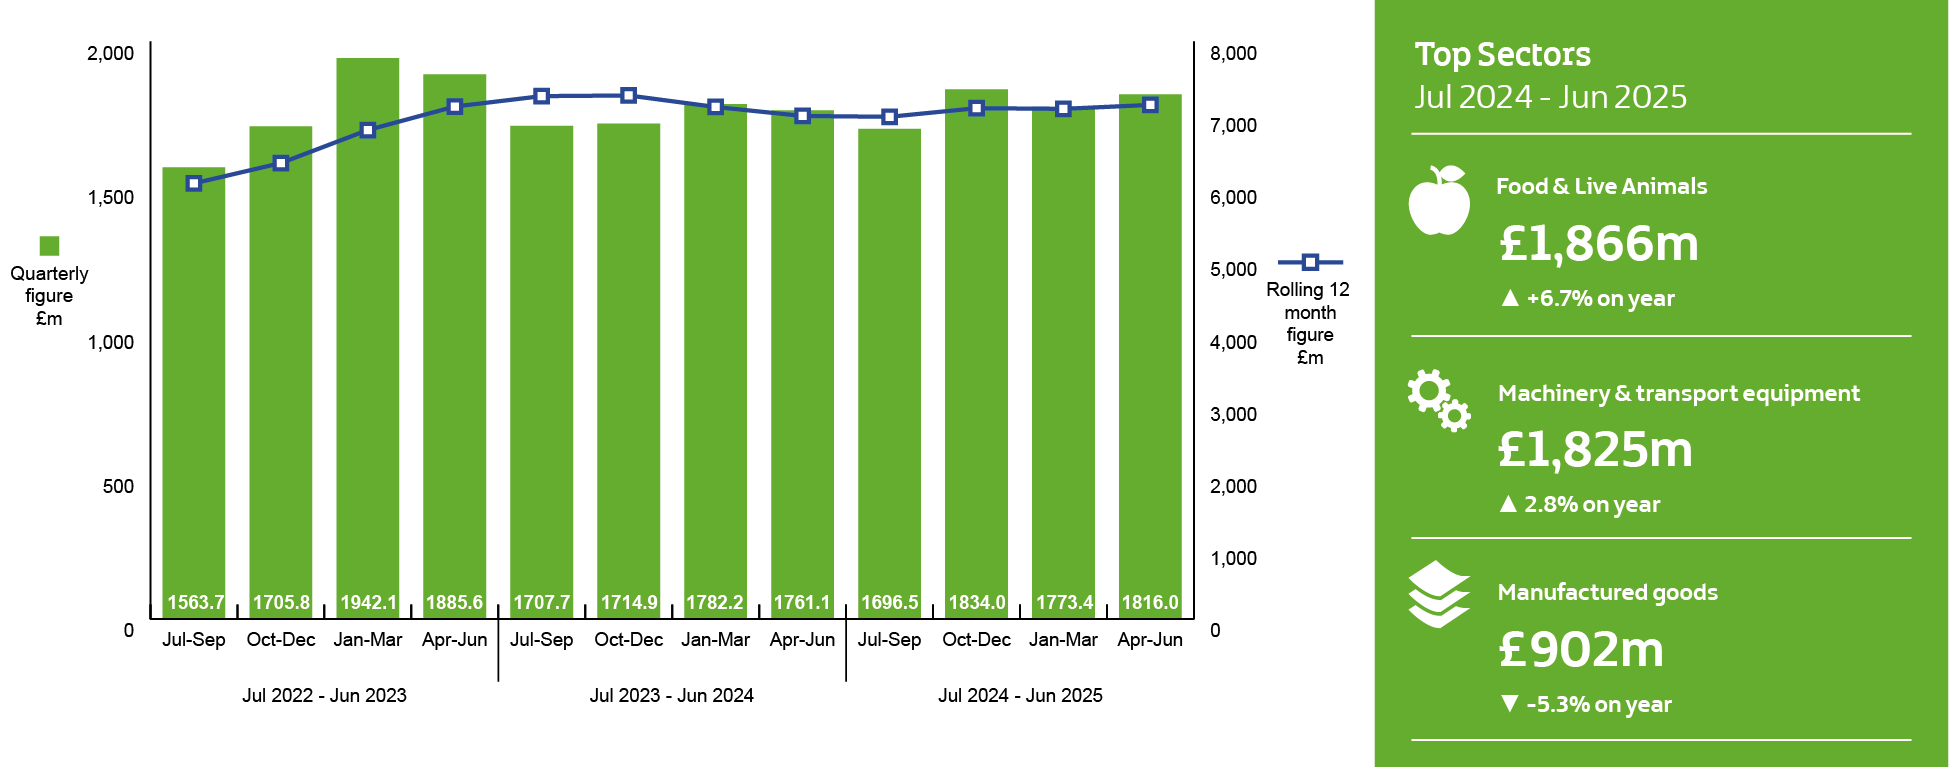 2,000
1,500
1,000
500
0
Quarterly
figure
£m
1563.7
1705.8
1942.1
1885.6
1707.7
1714.9
1782.2
1761.1
1696.5
1834.0
1773.4
1816.0
Jul-Sep
Oct-Dec
Jan-Mar
Apr-Jun
Jul-Sep
Oct-Dec
Jan-Mar
Apr-Jun
Jul-Sep
Oct-Dec
Jan-Mar
Apr-Jun
Jul 2022 - Jun 2023
Jul 2023 - Jun 2024
Jul 2024 - Jun 2025
8,000
7,000
6,000
5,000
4,000
3,000
2,000
1,000
0
Rolling 12
month
figure
£m
Top Sectors
Jul 2024 - Jun 2025
Food & Live Animals
£1,866m
▲ +6.7% on year
Machinery & transport equipment
£1,825m
▲ 2.8% on year
Manufactured goods
£902m
▼ -5.3% on year